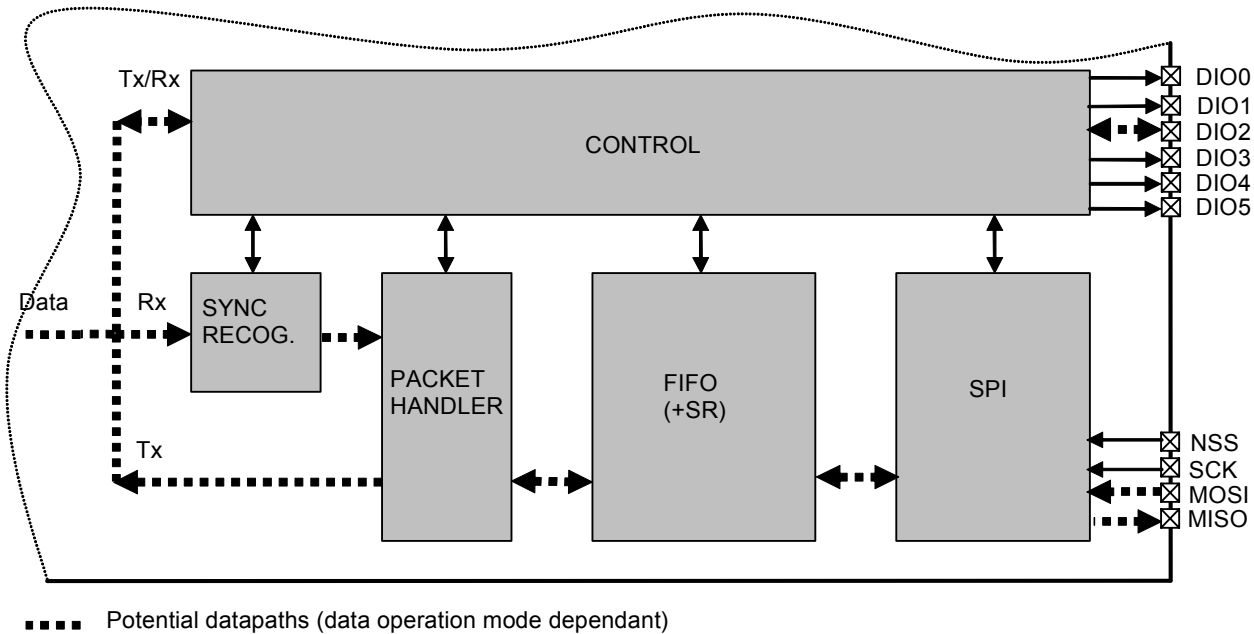 Tx/Rx
CONTROL
DIO0
DIO1
DIO2
DIO3
DIO4
DIO5
Data
Rx
SYNC
RECOG.
PACKET
HANDLER
FIFO
(+SR)
SPI
Tx
NSS
SCK
MOSI
MISO
Potential datapaths (data operation mode dependant)